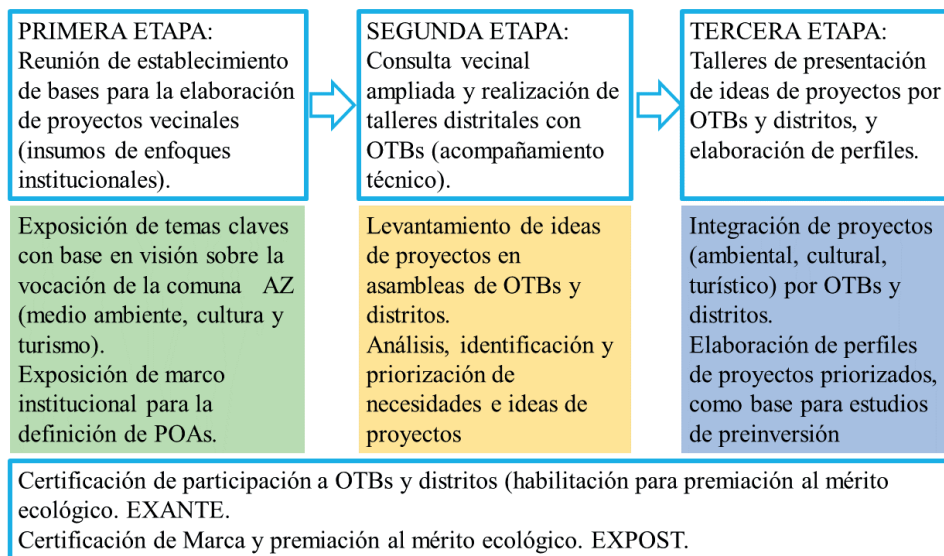 PRIMERA ETAPA:
Reunión de establecimiento
de bases para la elaboración
de proyectos vecinales
(insumos de enfoques
institucionales).
Exposición de temas claves
con base en visión sobre la
vocación de la comuna AZ
(medio ambiente, cultura y
turismo).
Exposición de marco
institucional para la
definición de POAs.
SEGUNDA ETAPA:
Consulta vecinal
ampliada y realización de
talleres distritales con
OTBs (acompañamiento
técnico).
Levantamiento de ideas
de proyectos en
asambleas de OTBs y
distritos.
Análisis, identificación y
priorización de
necesidades e ideas de
proyectos
TERCERA ETAPA:
Talleres de presentación
de ideas de proyectos por
OTBs y distritos, y
elaboración de perfiles.
Integración de proyectos
(ambiental, cultural,
turístico) por OTBs y
distritos.
Elaboración de perfiles
de proyectos priorizados,
como base para estudios
de preinversión
Certificación de participación a OTBs y distritos (habilitación para premiación al mérito
ecológico. EXANTE.
Certificación de Marca y premiación al mérito ecológico. EXPOST.